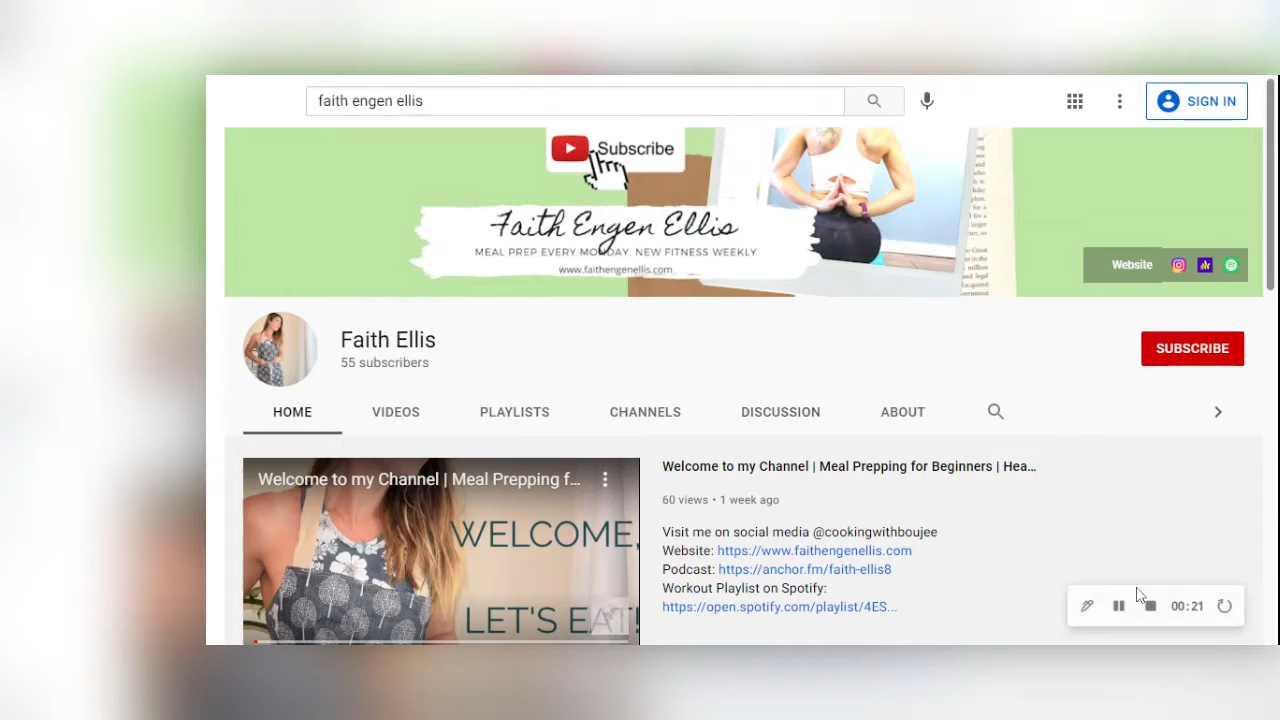 faith engen ellis
SIGN IN
Subscribe
Faith Engen Ellis
MEAL PREP EVERY MONDAY. NEW FITNESS WEEKLY
www.faithengenellis.com
Website
Faith Ellis
55 subscribers
SUBSCRIBE
HOME VIDEOS PLAYLISTS CHANNELS DISCUSSION ABOUT
Welcome to my Channel | Meal Prepping f...
WELCOME,
LET'S EAT!
Welcome to my Channel | Meal Prepping for Beginners | Hea...
60 views • 1 week ago
Visit me on social media @cookingwithboujee
Website: https://www.faithengenellis.com
Podcast: https://anchor.fm/faith-ellis8
Workout Playlist on Spotify:
https://open.spotify.com/playlist/4ES...
00:21